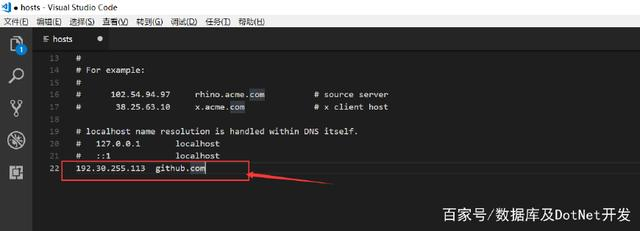 ● hosts - Visual Studio Code
文件(F) 编辑(E) 选择(S) 查看(V) 转到(G) 调试(D) 任务(T) 帮助(H)
1
hosts
13 #
14 # For example:
15 #
16 # 102.54.94.97 rhino.acme.com # source server
17 # 38.25.63.10 x.acme.com # x client host
18
19 # localhost name resolution is handled within DNS itself.
20 # 127.0.0.1 localhost
21 # ::1 localhost
22 192.30.255.113 github.com
百家号/数据库及DotNet开发